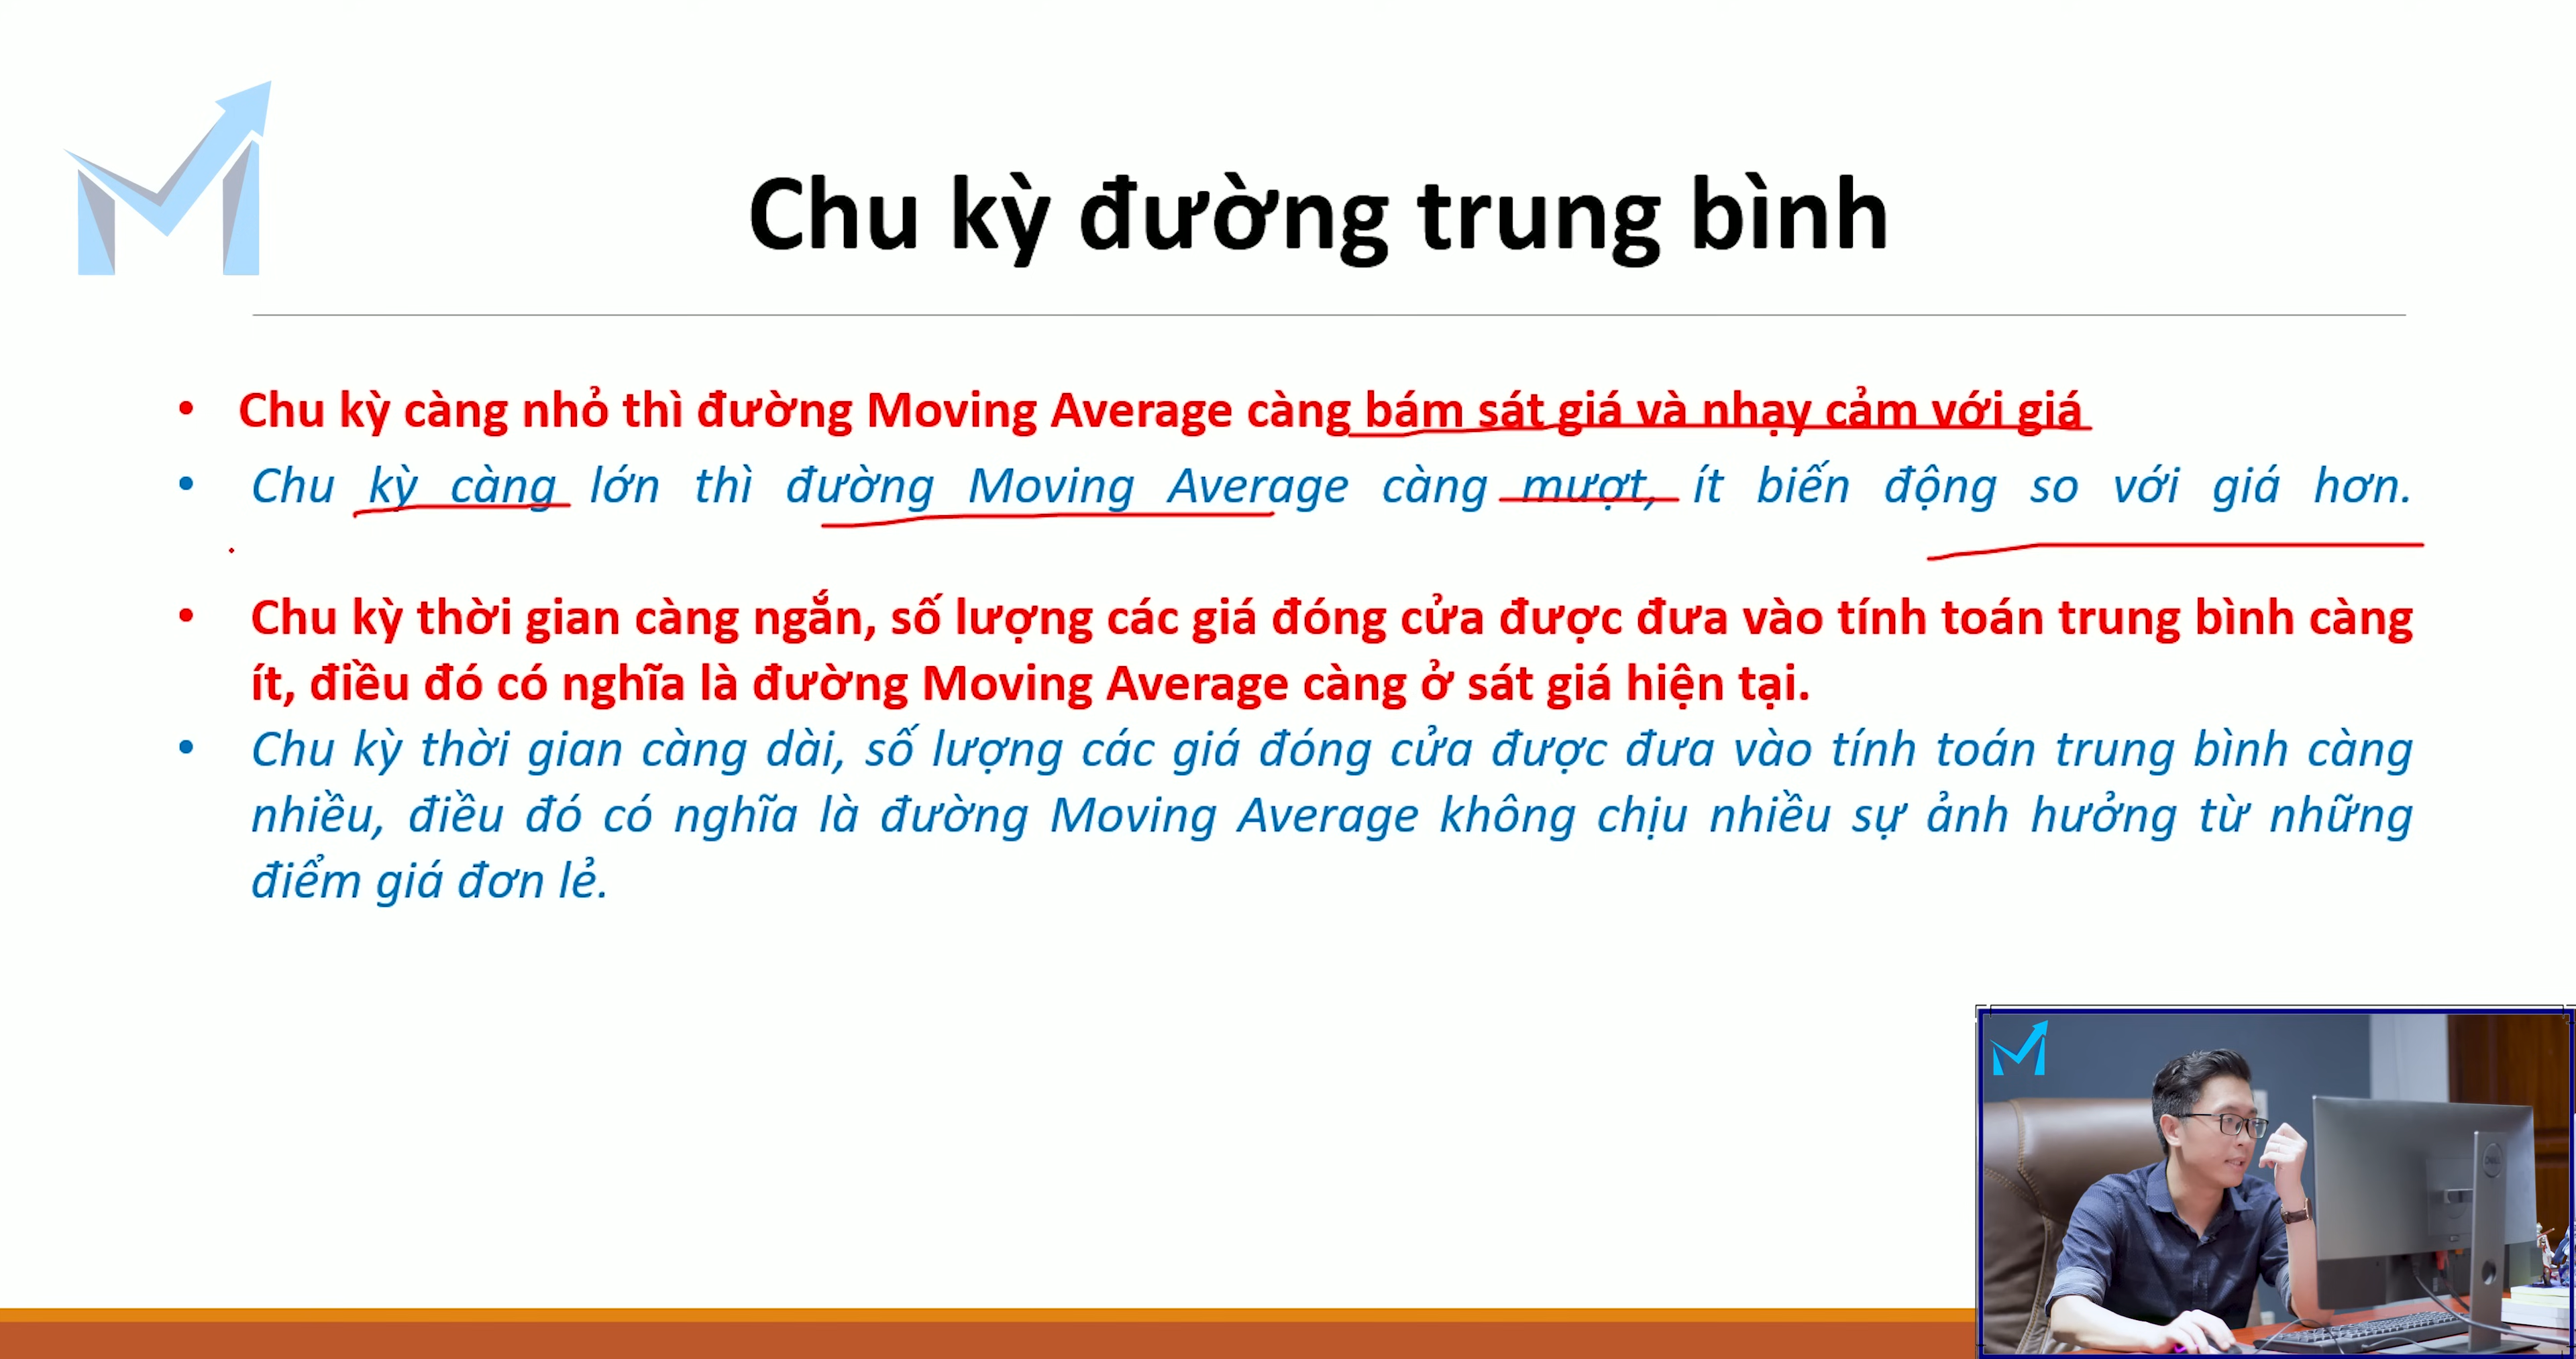 Chu kỳ đường trung bình
• Chu kỳ càng nhỏ thì đường Moving Average càng bám sát giá và nhạy cảm với giá
• Chu kỳ càng lớn thì đường Moving Average càng mượt, ít biến động so với giá hơn.
• Chu kỳ thời gian càng ngắn, số lượng các giá đóng cửa được đưa vào tính toán trung bình càng
ít, điều đó có nghĩa là đường Moving Average càng ở sát giá hiện tại.
• Chu kỳ thời gian càng dài, số lượng các giá đóng cửa được đưa vào tính toán trung bình càng
nhiều, điều đó có nghĩa là đường Moving Average không chịu nhiều sự ảnh hưởng từ những
điểm giá đơn lẻ.
DELL